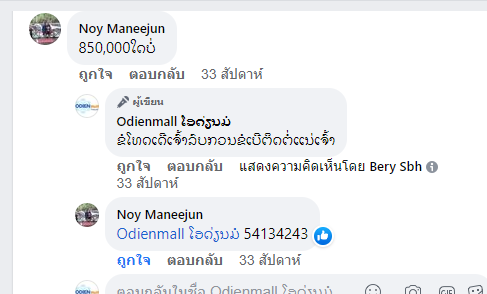 Noy Maneejun
850,000ໃດບໍ່
ถูกใจ ตอบกลับ 33 สัปดาห์
ผู้เขียน
Odienmall ໂອດ່ຽນມໍ
ຂໍໂທດເດີເຈົ້າລົບກວນຂໍເບີຕິດຕໍ່ແນ່ເຈົ້າ
ถูกใจ ตอบกลับ แสดงความคิดเห็นโดย Bery Sbh
33 สัปดาห์
Noy Maneejun
Odienmall ໂອດ່ຽນມໍ 54134243
ถูกใจ ตอบกลับ 33 สัปดาห์
ตอบกลับในชื่อ Odienmall ໂອດ່ຽນມໍ